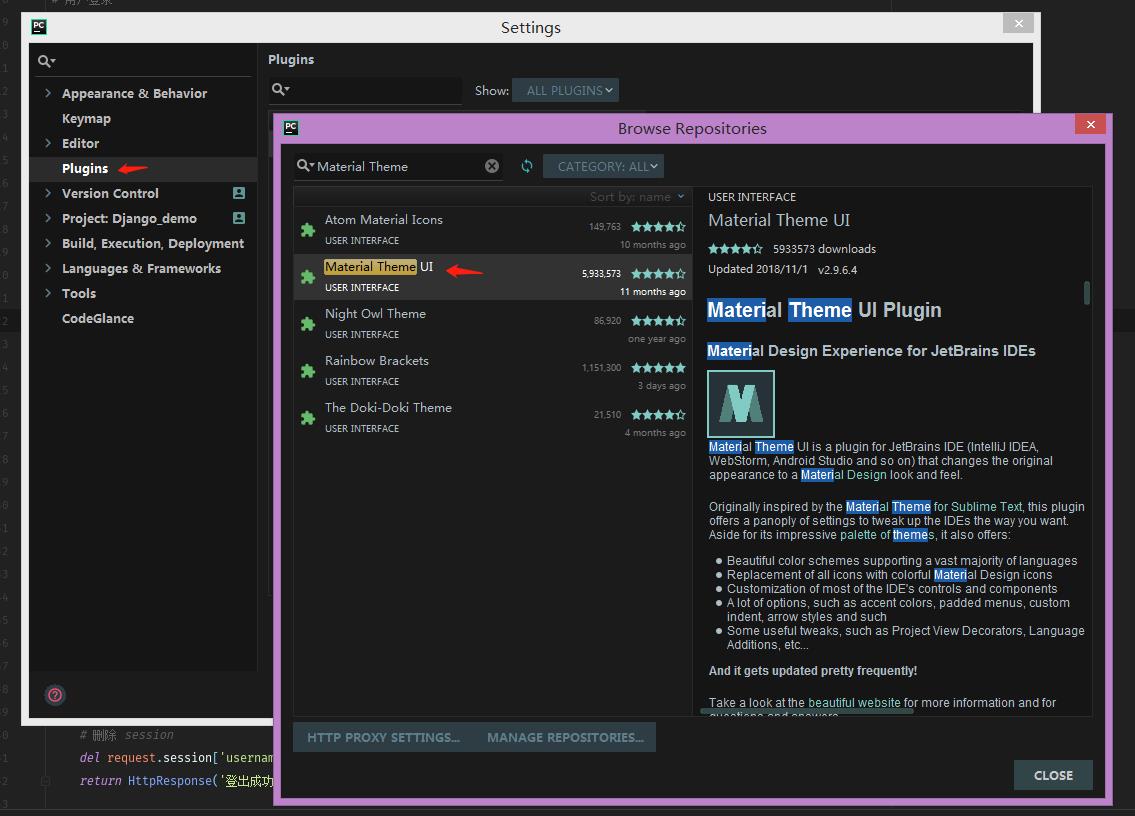 # 用户登录
PC
Settings
Plugins
Show:
ALL PLUGINS
Appearance & Behavior
Keymap
Editor
Plugins
Version Control
Project: Django_demo
Build, Execution, Deployment
Languages & Frameworks
Tools
CodeGlance
PC
Browse Repositories
Material Theme
CATEGORY: ALL
Sort by: name
Atom Material Icons
149,763
USER INTERFACE
10 months ago
Material Theme UI
5,933,573
USER INTERFACE
11 months ago
Night Owl Theme
86,920
USER INTERFACE
one year ago
Rainbow Brackets
1,151,300
USER INTERFACE
3 days ago
The Doki-Doki Theme
21,510
USER INTERFACE
4 months ago
USER INTERFACE
Material Theme UI
5933573 downloads
Updated 2018/11/1 v2.9.6.4
Material Theme UI Plugin
Material Design Experience for JetBrains IDEs
Material Theme UI is a plugin for JetBrains IDE (IntelliJ IDEA,
WebStorm, Android Studio and so on) that changes the original
appearance to a Material Design look and feel.
Originally inspired by the Material Theme for Sublime Text, this plugin
offers a panoply of settings to tweak up the IDEs the way you want.
Aside for its impressive palette of themes, it also offers:
● Beautiful color schemes supporting a vast majority of languages
● Replacement of all icons with colorful Material Design icons
● Customization of most of the IDE's controls and components
● A lot of options, such as accent colors, padded menus, custom
indent, arrow styles and such
● Some useful tweaks, such as Project View Decorators, Language
Additions, etc...
And it gets updated pretty frequently!
Take a look at the beautiful website for more information and for
questions and answers
HTTP PROXY SETTINGS...
MANAGE REPOSITORIES...
CLOSE
# 删除 session
del request.session['usernam
return HttpResponse('登出成功